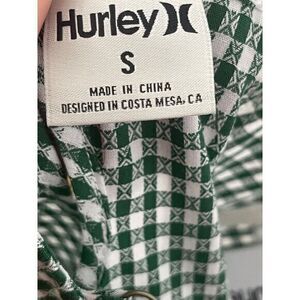 Hurley
S
MADE IN CHINA
DESIGNED IN COSTA MESA, CA